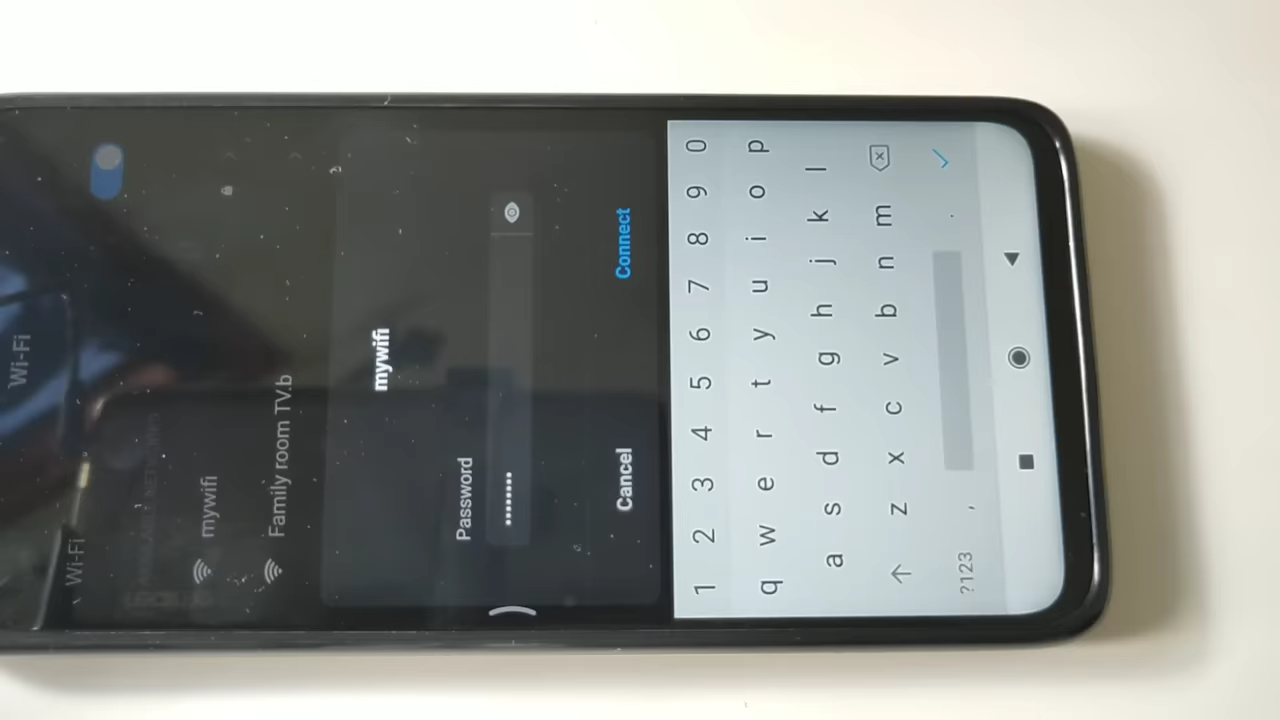 Wi-Fi
Wi-Fi
mywifi
Family room TV.b
mywifi
Password
••••••••
Cancel Connect
1 2 3 4 5 6 7 8 9 0
q w e r t y u i o p
a s d f g h j k l
z x c v b n m
?123 , .